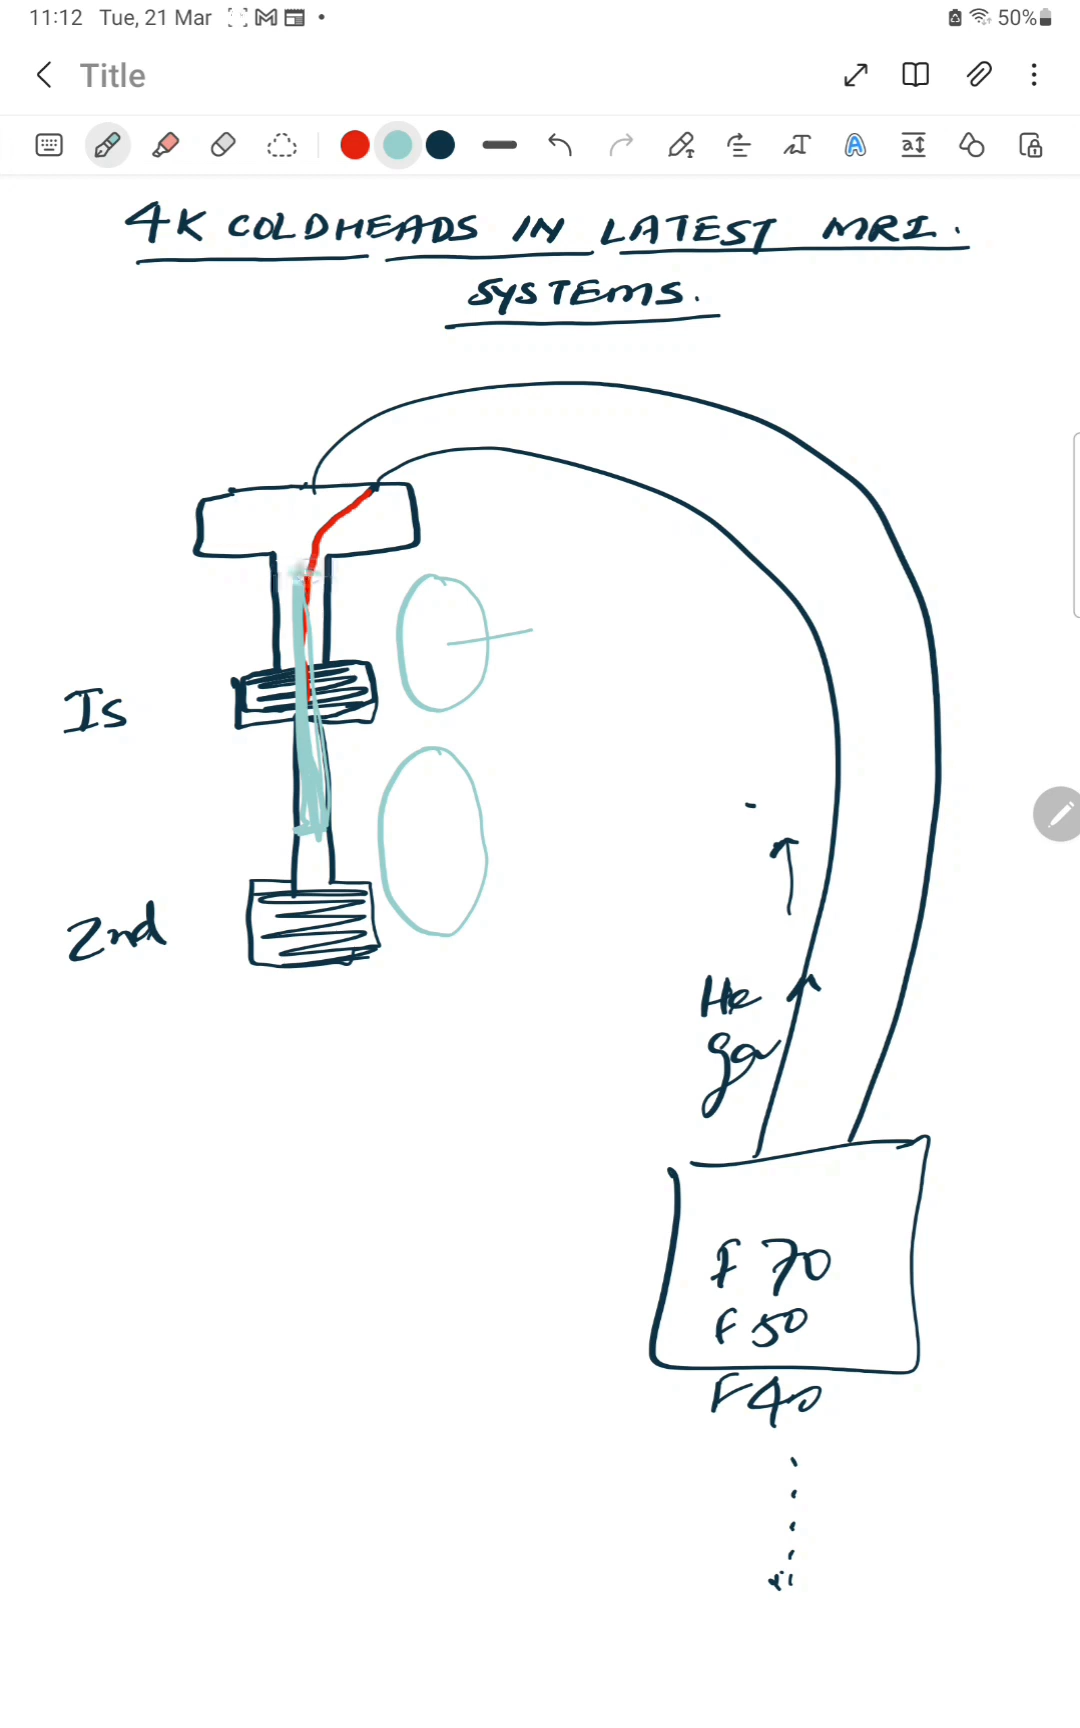 11:12 Tue, 21 Mar
50%
Title
4K COLDHEADS IN LATEST MRI.
SYSTEMS.
Is
2nd
He
gas
F 70
F 50
F40